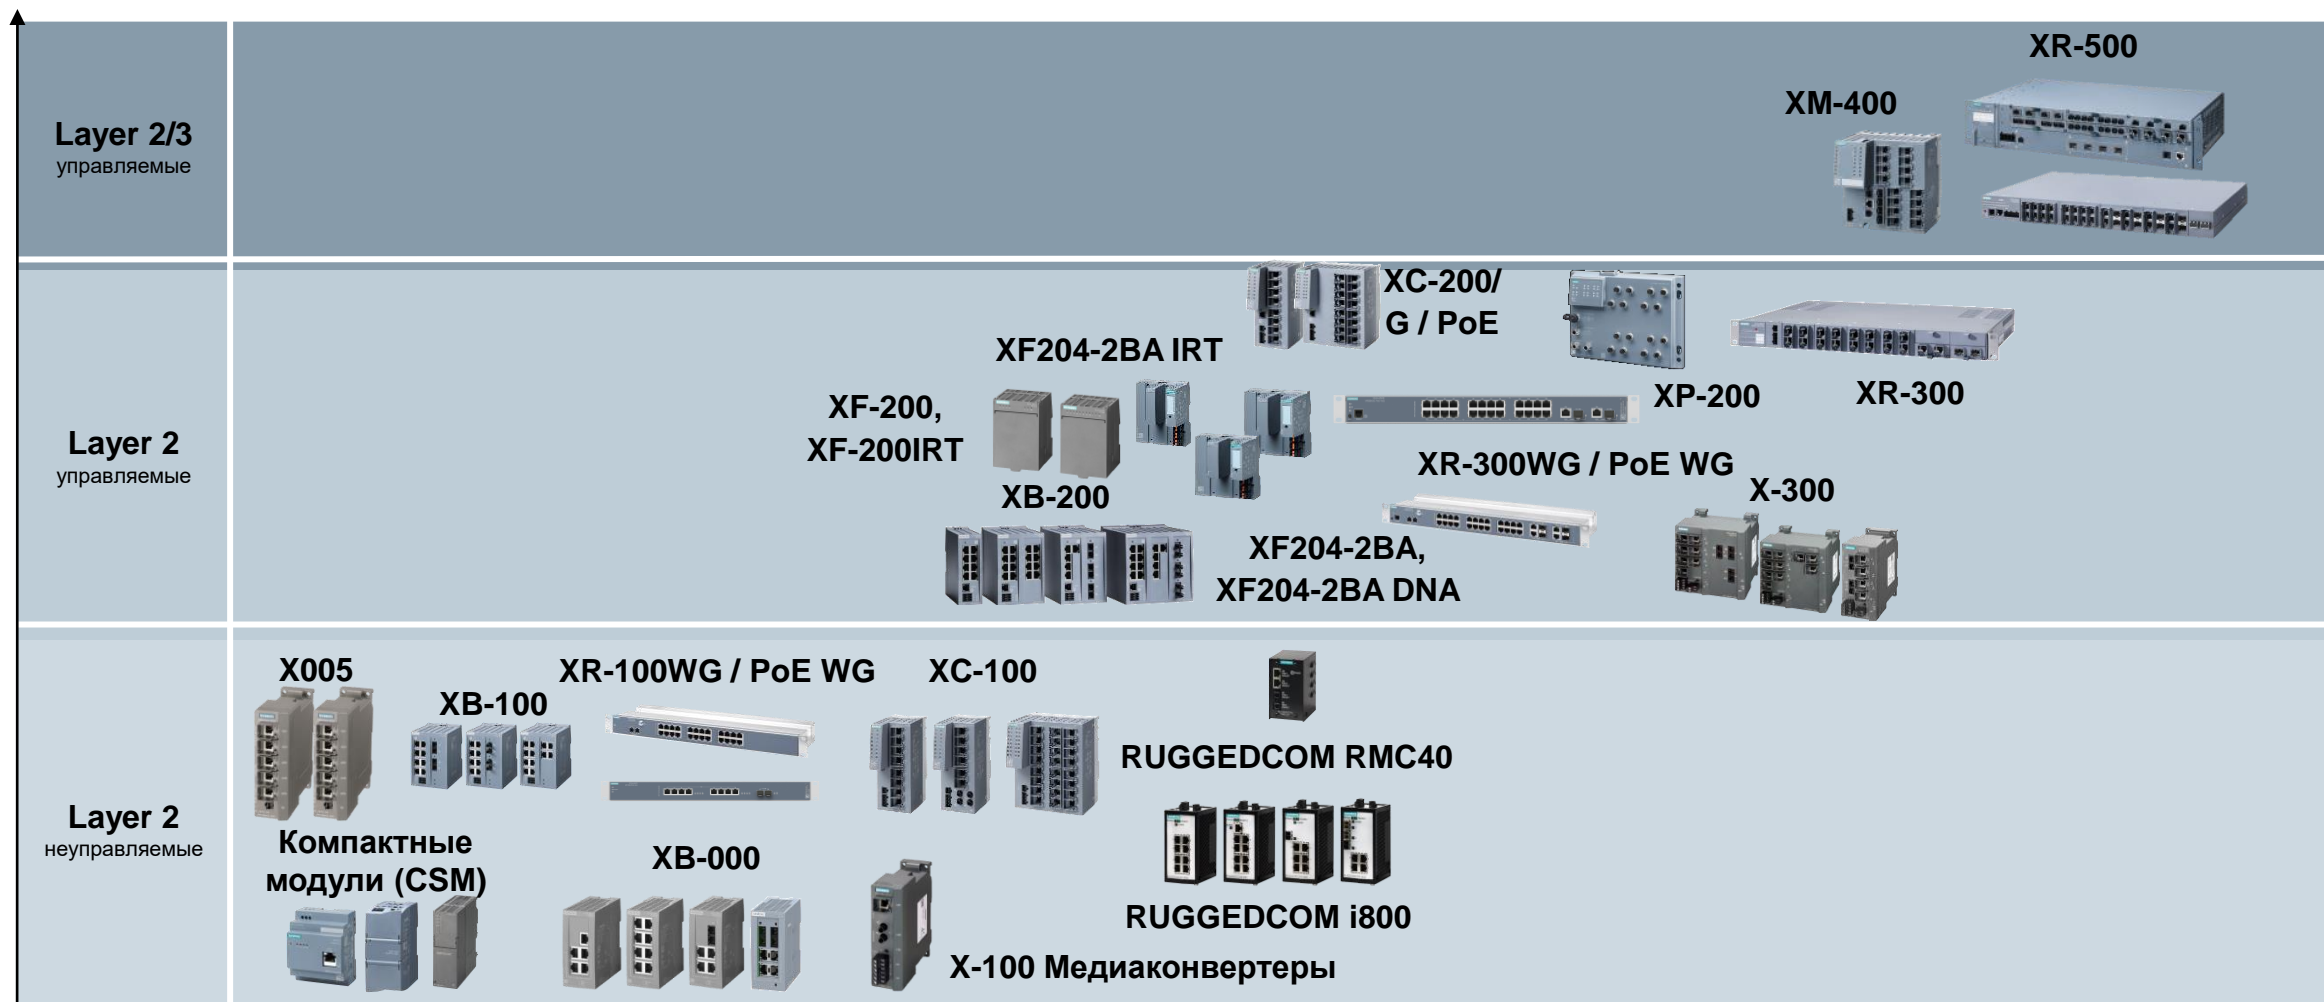 XR-500
XM-400
Layer 2/3
управляемые
XC-200/
G / PoE
XF204-2BA IRT
XF-200,
XF-200IRT
XP-200
XR-300
Layer 2
управляемые
XR-300WG / PoE WG
XB-200
X-300
XF204-2BA,
XF204-2BA DNA
X005
XR-100WG / PoE WG
XC-100
XB-100
RUGGEDCOM RMC40
Layer 2
неуправляемые
Компактные
модули (CSM)
XB-000
RUGGEDCOM i800
X-100 Медиаконвертеры